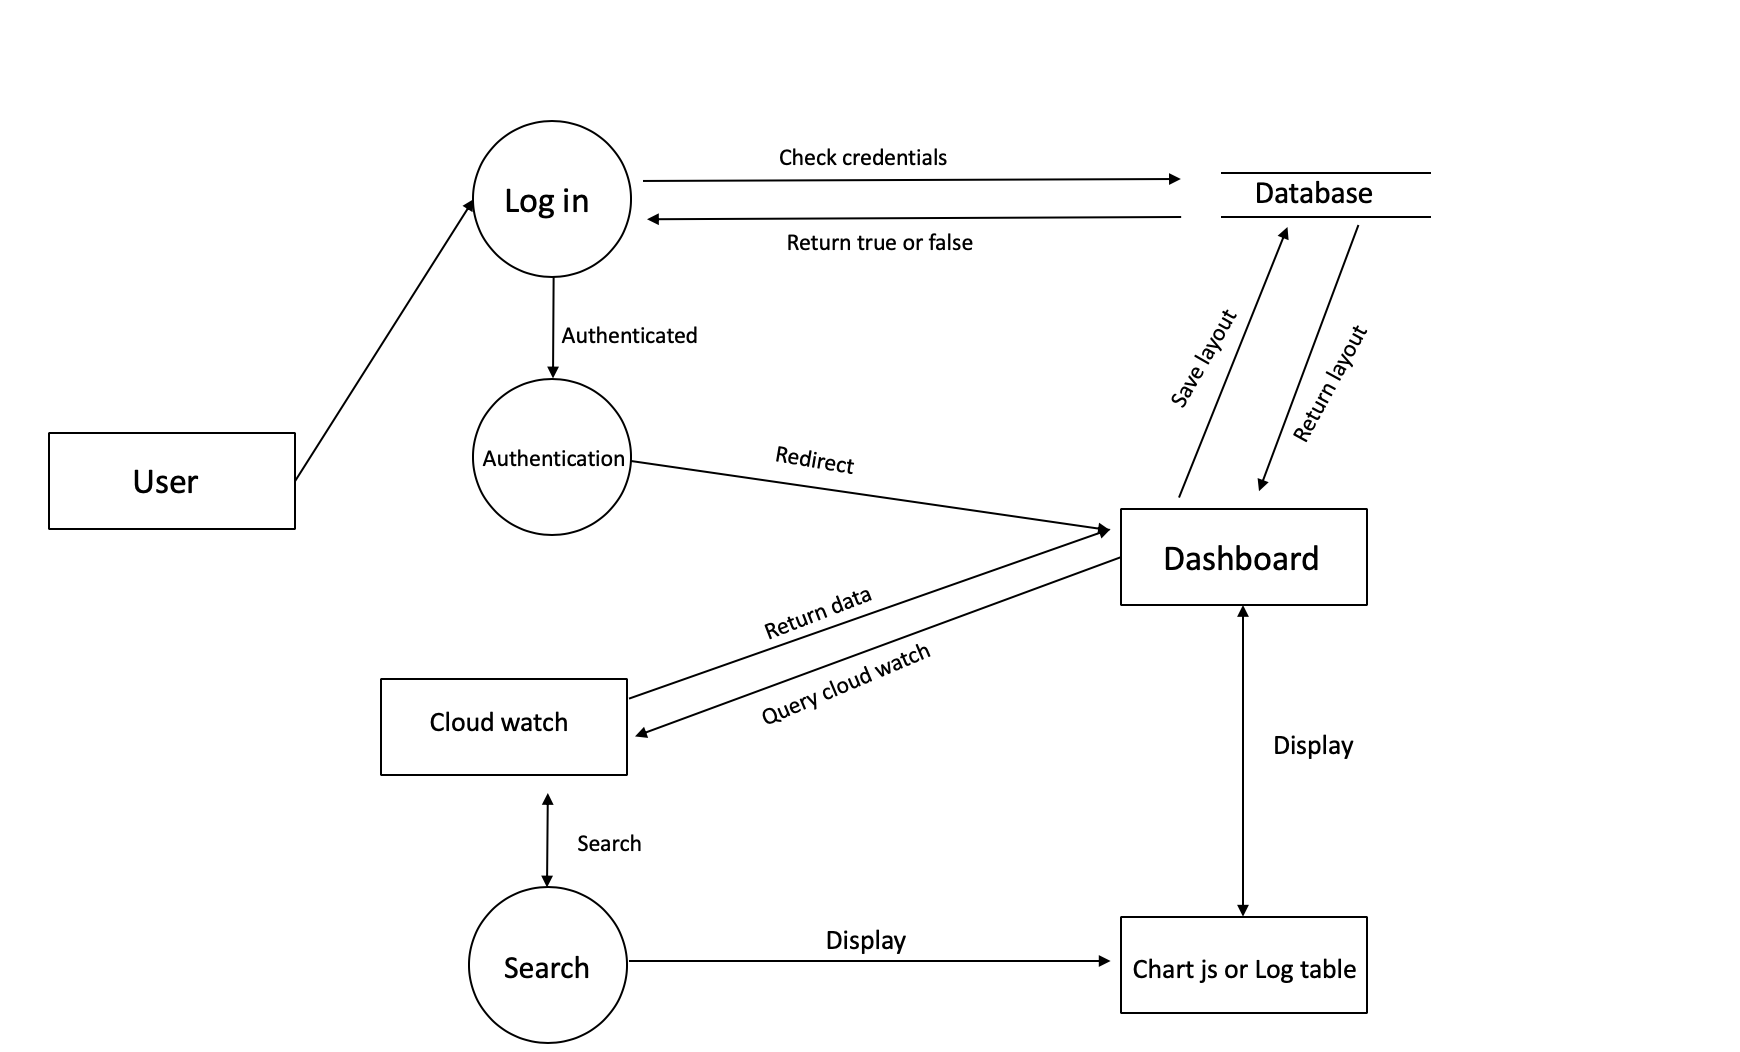 Check credentials
Log in
Database
Return true or false
Authenticated
Save layout
Return layout
User
Authentication
Redirect
Dashboard
Return data
Query cloud watch
Cloud watch
Display
Search
Display
Search
Chart js or Log table